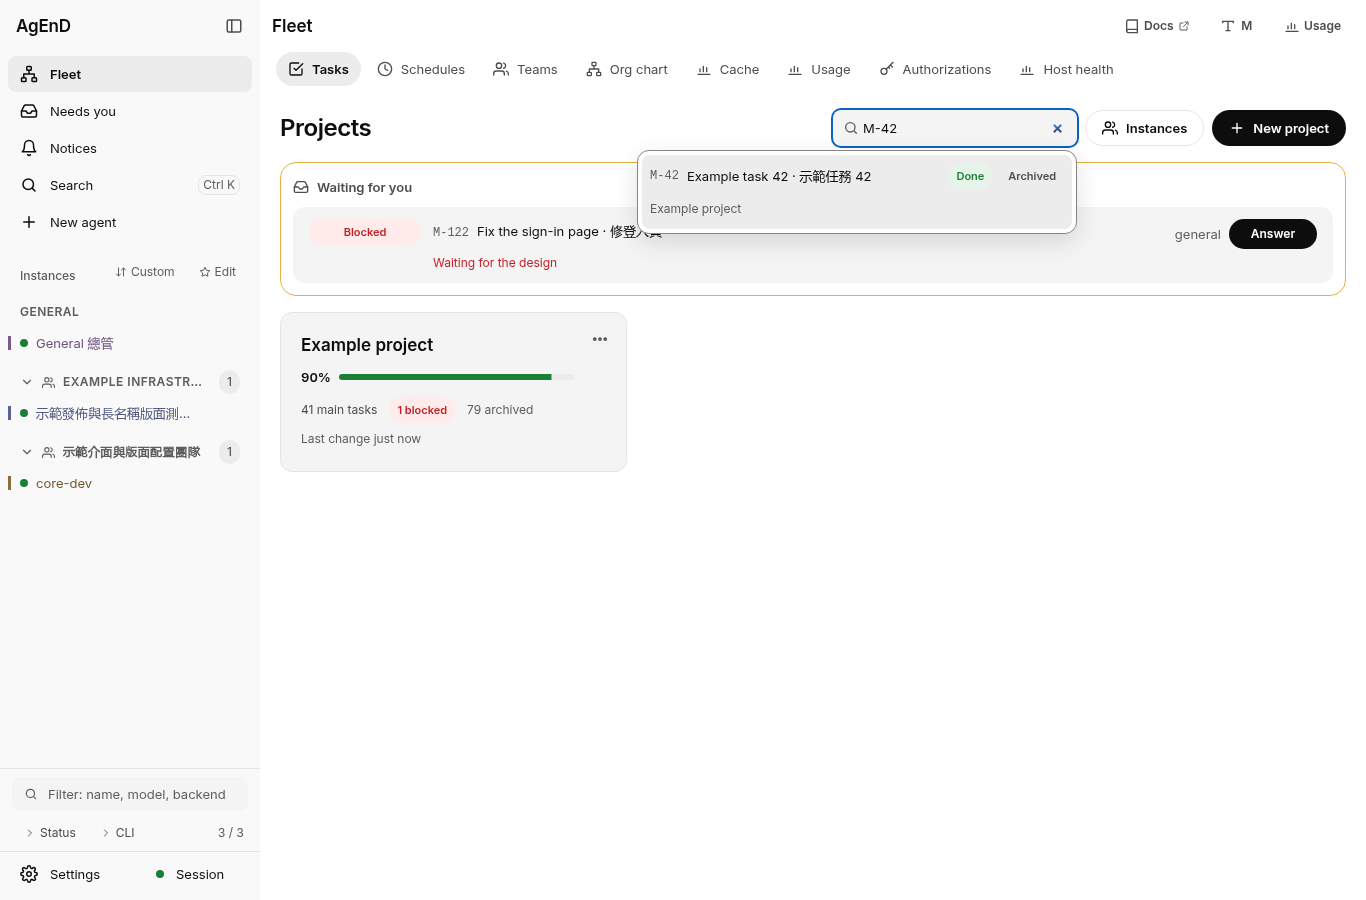 AgEnD
Fleet
Needs you
Notices
Search Ctrl K
New agent
Instances Custom Edit
GENERAL
General 總管
EXAMPLE INFRASTR... 1
示範發佈與長名稱版面測...
示範介面與版面配置團隊 1
core-dev
Filter: name, model, backend
Status CLI 3 / 3
Settings Session
Fleet Docs M Usage
Tasks Schedules Teams Org chart Cache Usage Authorizations Host health
Projects M-42 Instances New project
M-42 Example task 42 · 示範任務 42 Done Archived
Example project
Waiting for you
Blocked M-122 Fix the sign-in page · 修登入頁 general Answer
Waiting for the design
Example project
90%
41 main tasks 1 blocked 79 archived
Last change just now